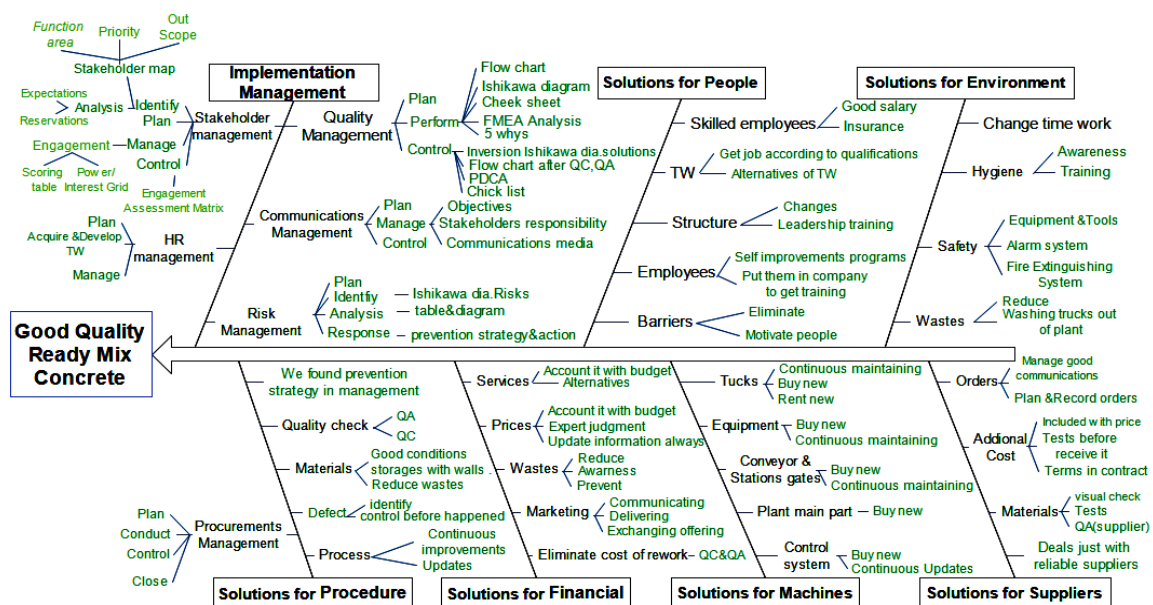 Function
area
Priority
Out
Scope
Stakeholder map
Expectations
Reservations
Analysis
Identify
Plan
Stakeholder
management
Engagement
Manage
Control
Scoring
table
Power/
Interest Grid
Engagement
Assessment Matrix
Plan
Acquire &Develop
TW
Manage
HR
management
Implementation
Management
Quality
Management
Plan
Perform
Control
Flow chart
Ishikawa diagram
Cheek sheet
FMEA Analysis
5 whys
Inversion Ishikawa dia.solutions
Flow chart after QC,QA
PDCA
Chick list
Communications
Management
Plan
Manage
Control
Objectives
Stakeholders responsibility
Communications media
Risk
Management
Plan
Identfiy
Analysis
Response
Ishikawa dia.Risks
table&diagram
prevention strategy&action
Solutions for People
Skilled employees
Good salary
Insurance
TW
Get job according to qualifications
Alternatives of TW
Structure
Changes
Leadership training
Employees
Self improvements programs
Put them in company
to get training
Barriers
Eliminate
Motivate people
Solutions for Environment
Change time work
Hygiene
Awareness
Training
Safety
Equipment &Tools
Alarm system
Fire Extinguishing
System
Wastes
Reduce
Washing trucks out
of plant
Good Quality
Ready Mix
Concrete
We found prevention
strategy in management
Quality check
QA
QC
Materials
Good conditions
storages with walls .
Reduce wastes
Defect
identify
control before happened
Plan
Conduct
Control
Close
Procurements
Management
Process
Continuous
improvements
Updates
Solutions for Procedure
Services
Account it with budget
Alternatives
Prices
Account it with budget
Expert judgment
Update information always
Wastes
Reduce
Awarness
Prevent
Marketing
Communicating
Delivering
Exchanging offering
Eliminate cost of rework
QC&QA
Solutions for Financial
Tucks
Continuous maintaining
Buy new
Rent new
Equipment
Buy new
Continuous maintaining
Conveyor &
Stations gates
Buy new
Continuous maintaining
Plant main part
Buy new
Control
system
Buy new
Continuous Updates
Solutions for Machines
Orders
Manage good
communications
Plan &Record orders
Addional
Cost
Included with price
Tests before
receive it
Terms in contract
Materials
visual check
Tests
QA(supplier)
Deals just with
reliable suppliers
Solutions for Suppliers